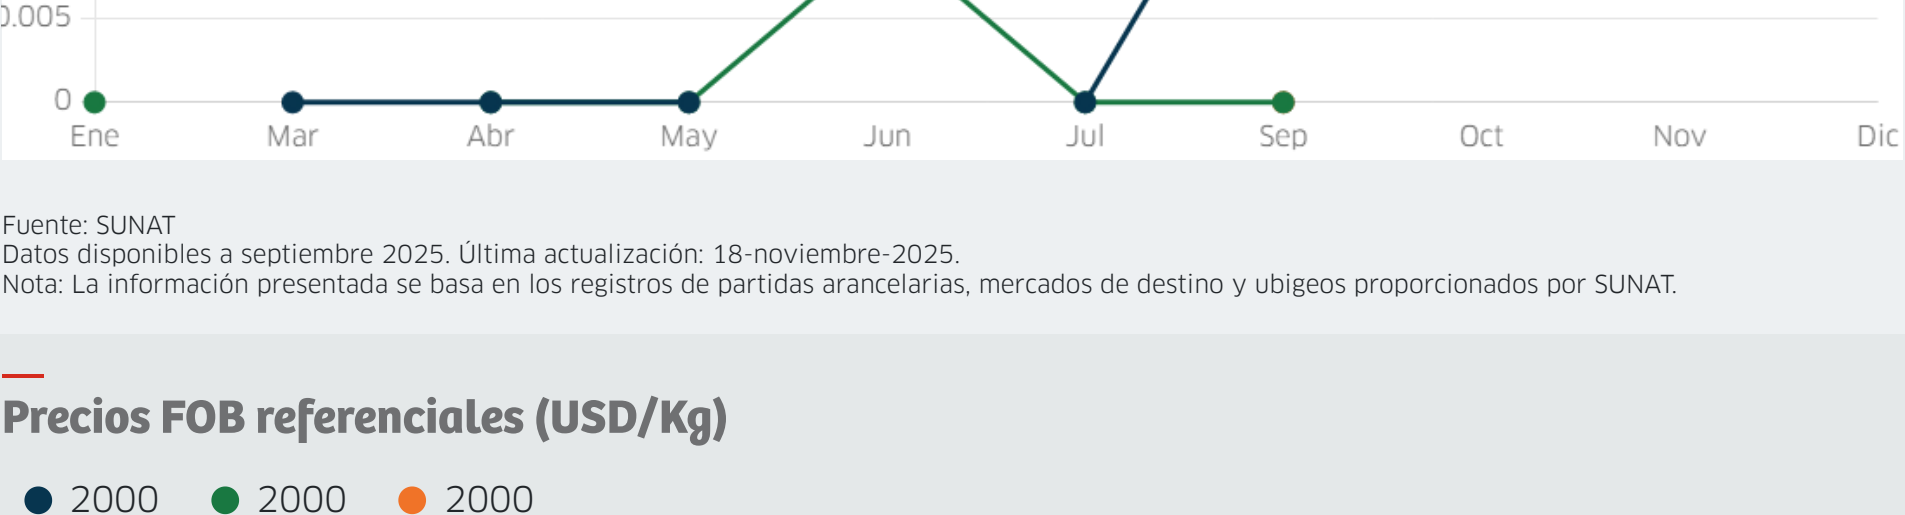 0.005
0
Ene Mar Abr May Jun Jul Sep Oct Nov Dic
Fuente: SUNAT
Datos disponibles a septiembre 2025. Última actualización: 18-noviembre-2025.
Nota: La información presentada se basa en los registros de partidas arancelarias, mercados de destino y ubigeos proporcionados por SUNAT.
Precios FOB referenciales (USD/Kg)
2000 2000 2000